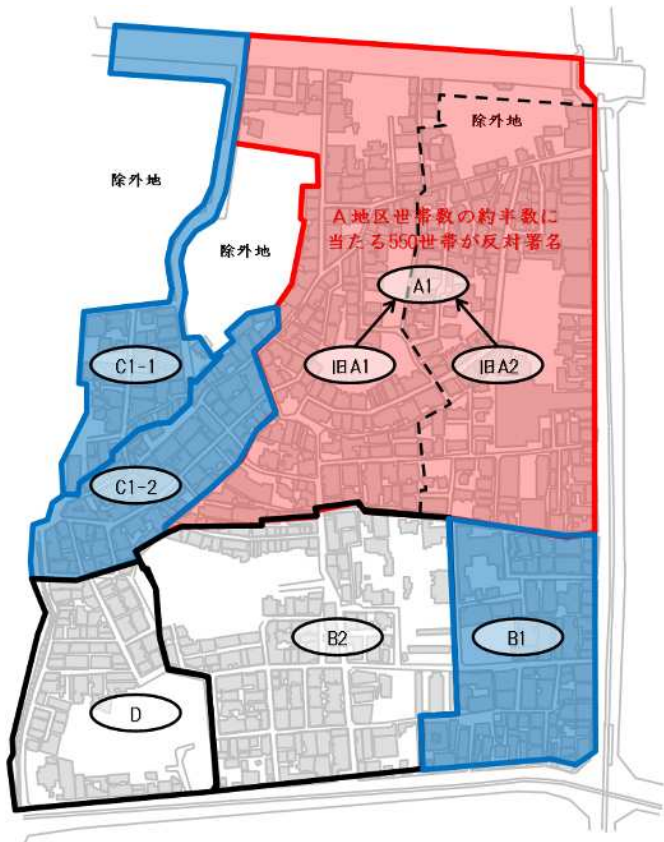 除外地
除外地
除外地
A地区世帯数の約半数に
当たる550世帯が反対署名
A1
旧A1
旧A2
C1-1
C1-2
B2
B1
D